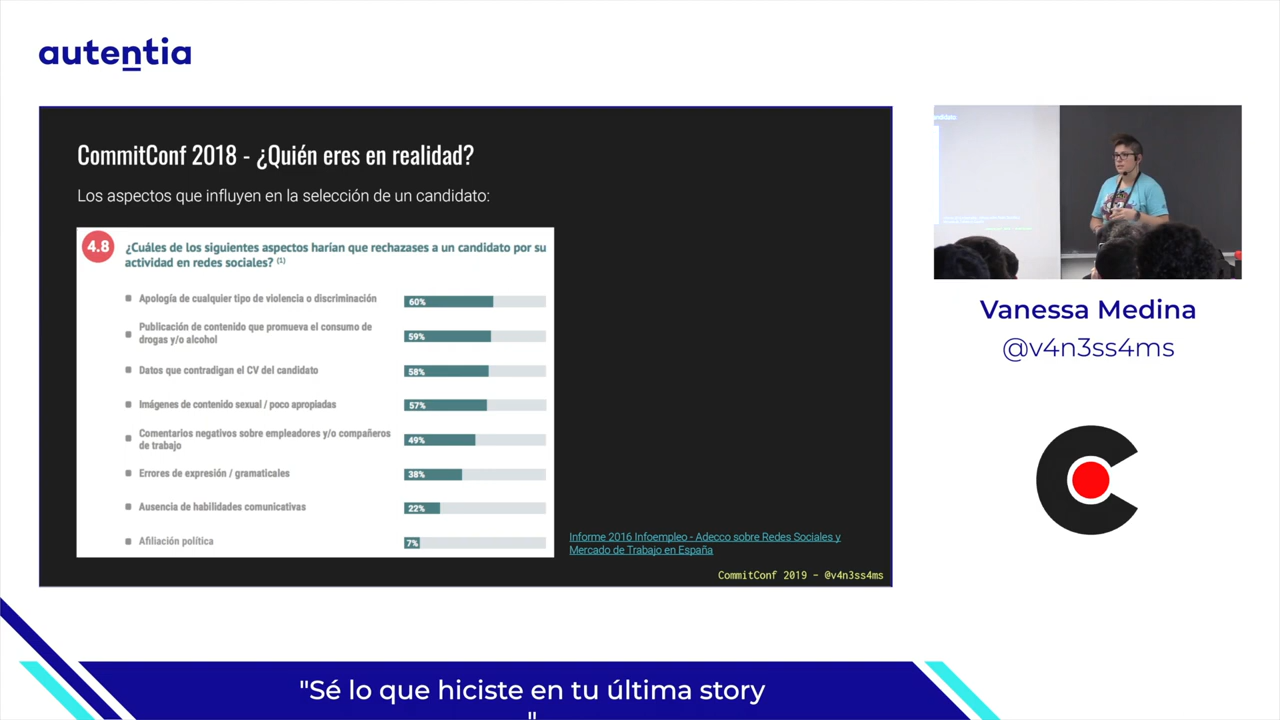 autentia
CommitConf 2018 - ¿Quién eres en realidad?
Los aspectos que influyen en la selección de un candidato:
4.8
¿Cuáles de los siguientes aspectos harían que rechazases a un candidato por su
actividad en redes sociales? (1)
Apología de cualquier tipo de violencia o discriminación
60%
Publicación de contenido que promueva el consumo de
drogas y/o alcohol
59%
Datos que contradigan el CV del candidato
58%
Imágenes de contenido sexual / poco apropiadas
57%
Comentarios negativos sobre empleadores y/o compañeros
de trabajo
49%
Errores de expresión / gramaticales
38%
Ausencia de habilidades comunicativas
22%
Afiliación política
7%
Informe 2016 Infoempleo - Adecco sobre Redes Sociales y
Mercado de Trabajo en España
CommitConf 2019 - @v4n3ss4ms
Vanessa Medina
@v4n3ss4ms
"Sé lo que hiciste en tu última story
"